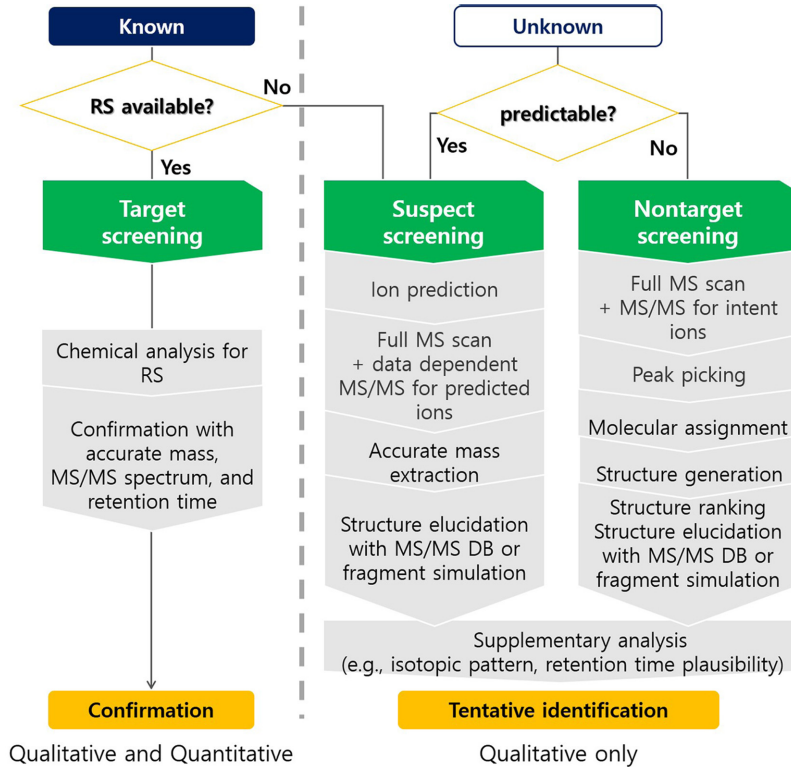 Known
RS available?
No
Yes
Target
screening
Chemical analysis for
RS
Confirmation with
accurate mass,
MS/MS spectrum, and
retention time
Confirmation
Qualitative and Quantitative
Unknown
predictable?
Yes
No
Suspect
screening
Ion prediction
Full MS scan
+ data dependent
MS/MS for predicted
ions
Accurate mass
extraction
Structure elucidation
with MS/MS DB or
fragment simulation
Nontarget
screening
Full MS scan
+ MS/MS for intent
ions
Peak picking
Molecular assignment
Structure generation
Structure ranking
Structure elucidation
with MS/MS DB or
fragment simulation
Supplementary analysis
(e.g., isotopic pattern, retention time plausibility)
Tentative identification
Qualitative only